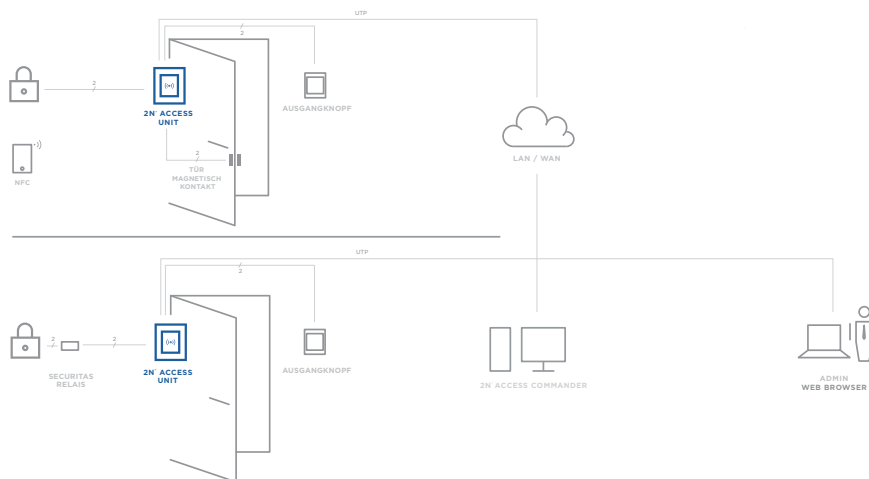 UTP
2
2
2N® ACCESS
UNIT
AUSGANGKNOPF
2
TÜR
MAGNETISCH
KONTAKT
NFC
LAN / WAN
UTP
2
2
2
2N® ACCESS
UNIT
SECURITAS
RELAIS
AUSGANGKNOPF
2N® ACCESS COMMANDER
ADMIN
WEB BROWSER